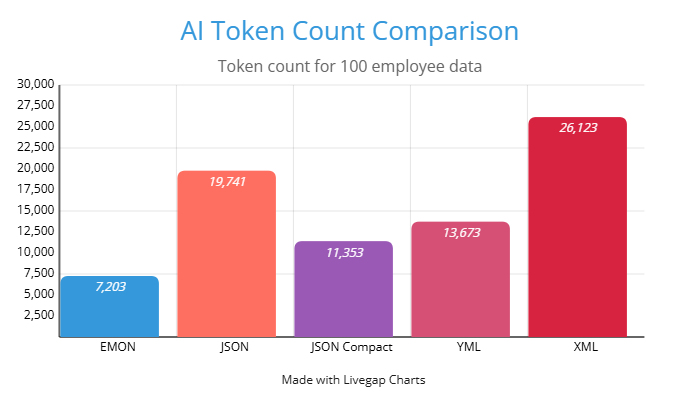 AI Token Count Comparison
Token count for 100 employee data
30,000
27,500
25,000
22,500
20,000
17,500
15,000
12,500
10,000
7,500
5,000
2,500
7,203
19,741
11,353
13,673
26,123
EMON
JSON
JSON Compact
YML
XML
Made with Livegap Charts